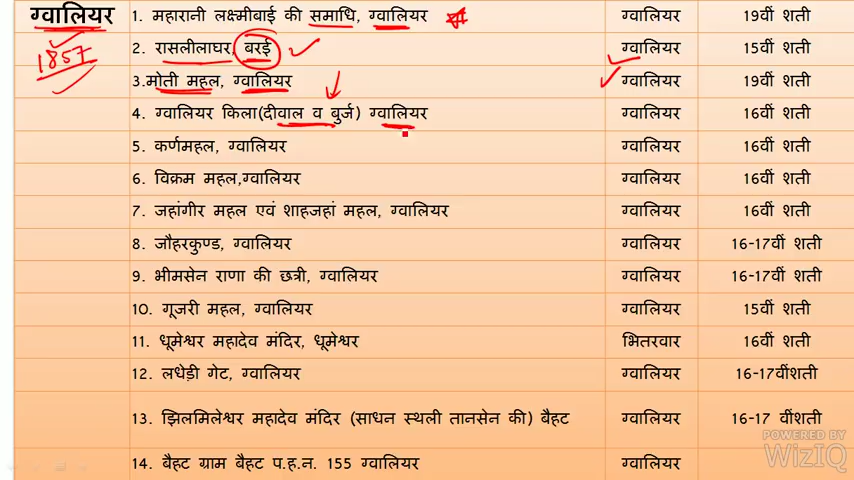 ग्वालियर 1. महारानी लक्ष्मीबाई की समाधि, ग्वालियर ग्वालियर 19वीं शती
1857 2. रासलीलाघर, बरई ग्वालियर 15वीं शती
3.मोती महल, ग्वालियर ग्वालियर 19वीं शती
4. ग्वालियर किला(दीवाल व बुर्ज) ग्वालियर ग्वालियर 16वीं शती
5. कर्णमहल, ग्वालियर ग्वालियर 16वीं शती
6. विक्रम महल,ग्वालियर ग्वालियर 16वीं शती
7. जहांगीर महल एवं शाहजहां महल, ग्वालियर ग्वालियर 16वीं शती
8. जौहरकुण्ड, ग्वालियर ग्वालियर 16-17वीं शती
9. भीमसेन राणा की छत्री, ग्वालियर ग्वालियर 16-17वीं शती
10. गूजरी महल, ग्वालियर ग्वालियर 15वीं शती
11. धूमेश्वर महादेव मंदिर, धूमेश्वर भितरवार 16वीं शती
12. लधेड़ी गेट, ग्वालियर ग्वालियर 16-17वींशती
13. झिलमिलेश्वर महादेव मंदिर (साधन स्थली तानसेन की) बैहट ग्वालियर 16-17 वींशती
14. बैहट ग्राम बैहट प.ह.न. 155 ग्वालियर ग्वालियर
POWERED BY
WizIQ